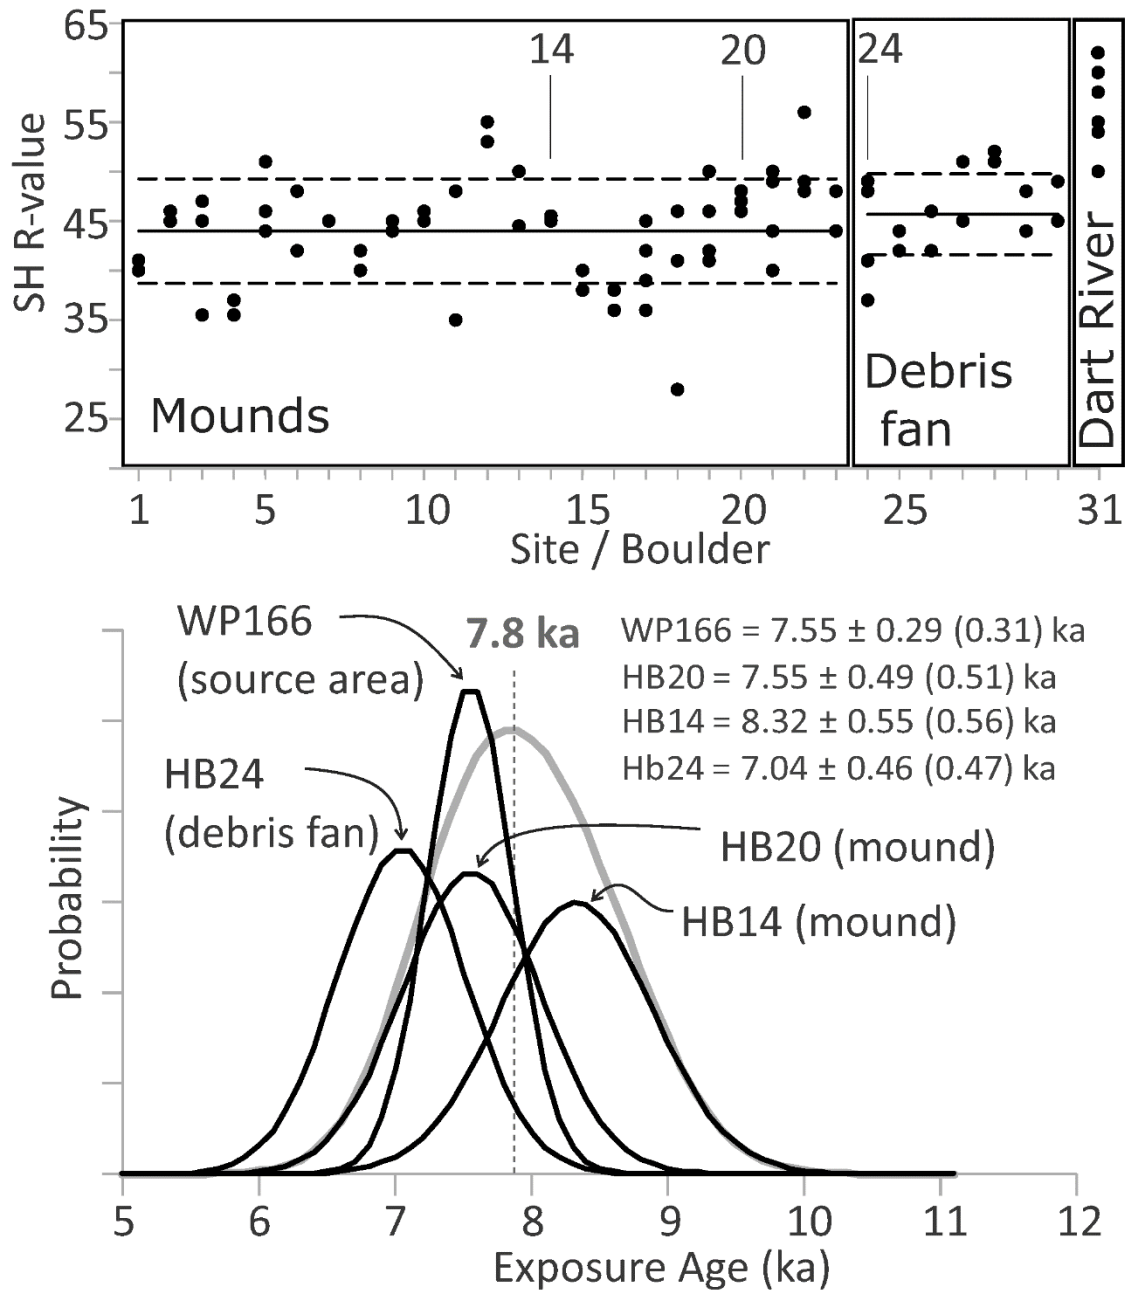 65
55
45
35
25
SH R-value
14
20
24
Mounds
Debris
fan
Dart River
1 5 10 15 20 25 31
Site / Boulder
WP166
(source area)
7.8 ka
WP166 = 7.55 ± 0.29 (0.31) ka
HB20 = 7.55 ± 0.49 (0.51) ka
HB14 = 8.32 ± 0.55 (0.56) ka
Hb24 = 7.04 ± 0.46 (0.47) ka
HB24
(debris fan)
HB20 (mound)
HB14 (mound)
Probability
5 6 7 8 9 10 11 12
Exposure Age (ka)